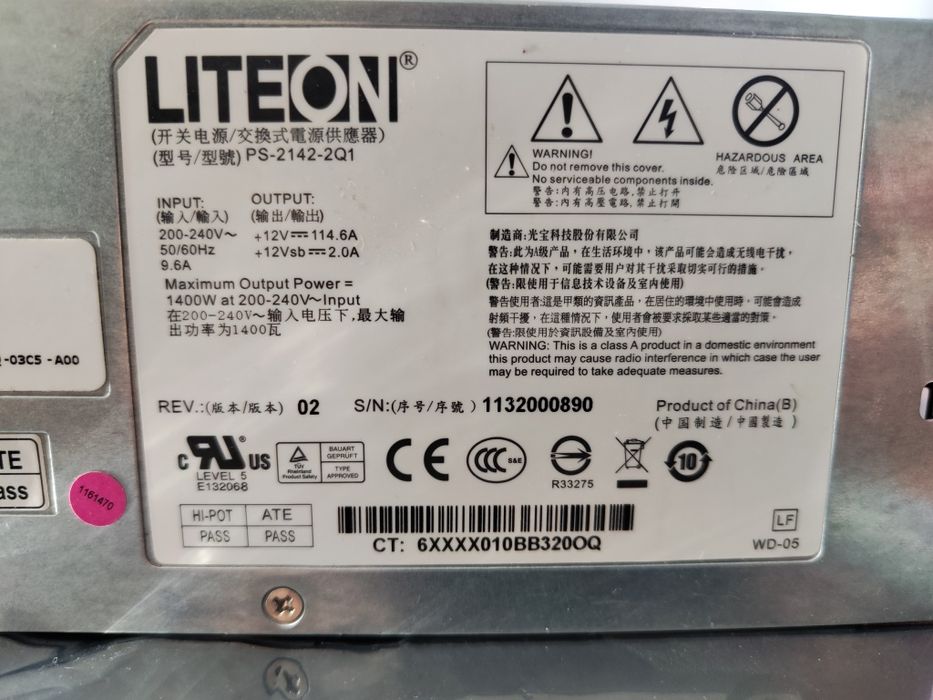 LITEON®
(开关电源/交換式電源供應器)
(型号/型號) PS-2142-2Q1
INPUT:
(输入/輸入)
200-240V~
50/60Hz
9.6A
OUTPUT:
(输出/輸出)
+12V⎓114.6A
+12Vsb⎓2.0A
Maximum Output Power =
1400W at 200-240V~Input
在200-240V~输入电压下,最大输
出功率为1400瓦
HAZARDOUS AREA
危险区域/危險區域
WARNING!
Do not remove this cover.
No serviceable components inside.
警告:内有高压电路,禁止打开
警告:內有高壓電路,禁止打開
制造商:光宝科技股份有限公司
警告:此为A级产品，在生活环境中，该产品可能会造成无线电干扰，
在这种情况下，可能需要用户对其干扰采取切实可行的措施。
(警告:限使用于信息技术设备及室内使用)
警告使用者:這是甲類的資訊產品，在居住的環境中使用時，可能會造成
射頻干擾，在這種情況下，使用者會被要求採取某些適當的對策。
(警告:限使用於資訊設備及室內使用)
WARNING: This is a class A product in a domestic environment
this product may cause radio interference in which case the user
may be required to take adequate measures.
REV.:(版本/版本) 02
S/N:(序号/序號) 1132000890
Product of China(B)
(中国制造/中國製造)
c RU® US
LEVEL 5
E132068
TÜV
Rheinland
Product Safety
BAUART
GEPRUFT
TYPE
APPROVED
CE
CCC S&E
R33275
10
HI-POT ATE
PASS PASS
CT: 6XXXX010BB320OQ
LF
WD-05
-03C5 -A00
TE
ass
1161470